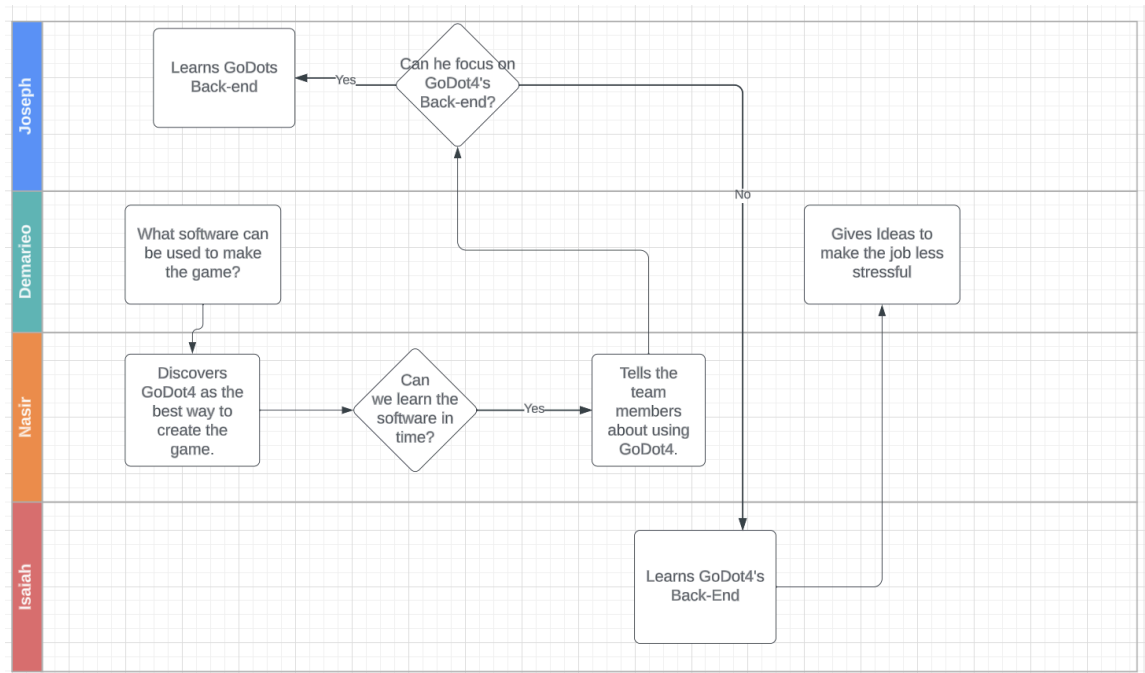 Joseph
Learns GoDots
Back-end
Yes
Can he focus on
GoDot4's
Back-end?
No
Demarieo
What software can
be used to make
the game?
Gives Ideas to
make the job less
stressful
Nasir
Discovers
GoDot4 as the
best way to
create the
game.
Can
we learn the
software in
time?
Yes
Tells the
team
members
about using
GoDot4.
Isaiah
Learns GoDot4's
Back-End